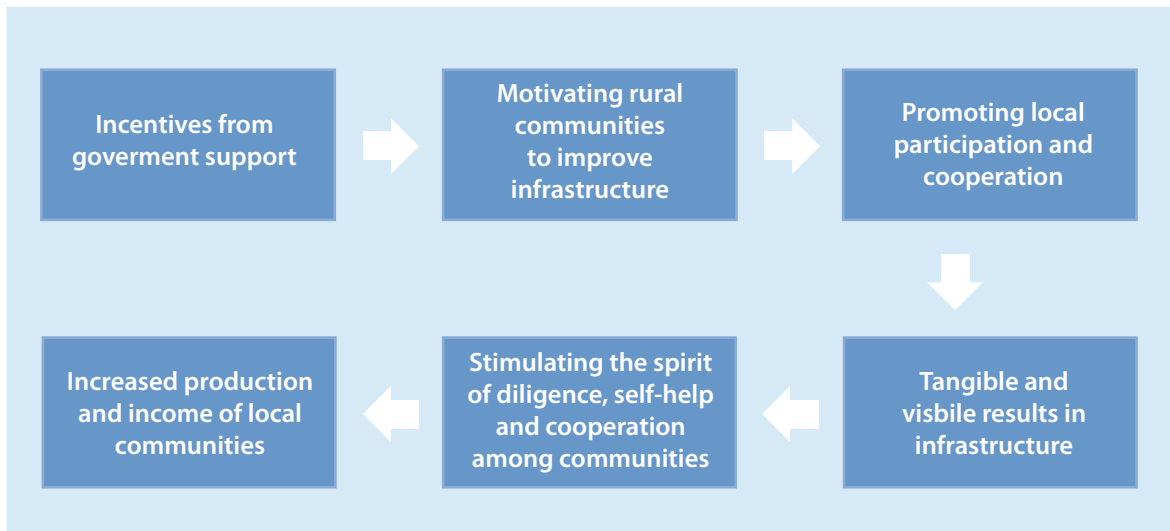 Incentives from
goverment support
Motivating rural
communities
to improve
infrastructure
Promoting local
participation and
cooperation
Tangible and
visbile results in
infrastructure
Stimulating the spirit
of diligence, self-help
and cooperation
among communities
Increased production
and income of local
communities